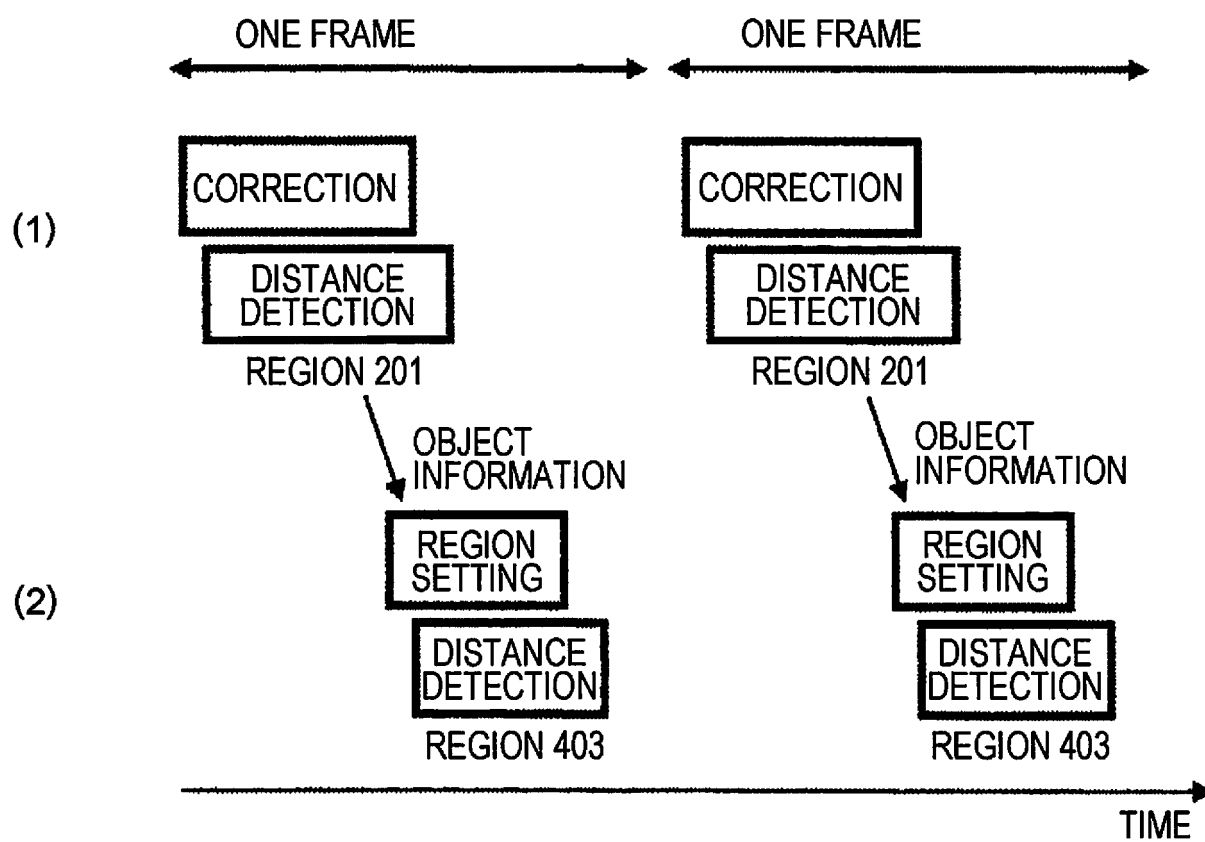 ONE FRAME
ONE FRAME
(1)
CORRECTION
CORRECTION
DISTANCE
DETECTION
DISTANCE
DETECTION
REGION 201
REGION 201
OBJECT
INFORMATION
OBJECT
INFORMATION
(2)
REGION
SETTING
REGION
SETTING
DISTANCE
DETECTION
DISTANCE
DETECTION
REGION 403
REGION 403
TIME